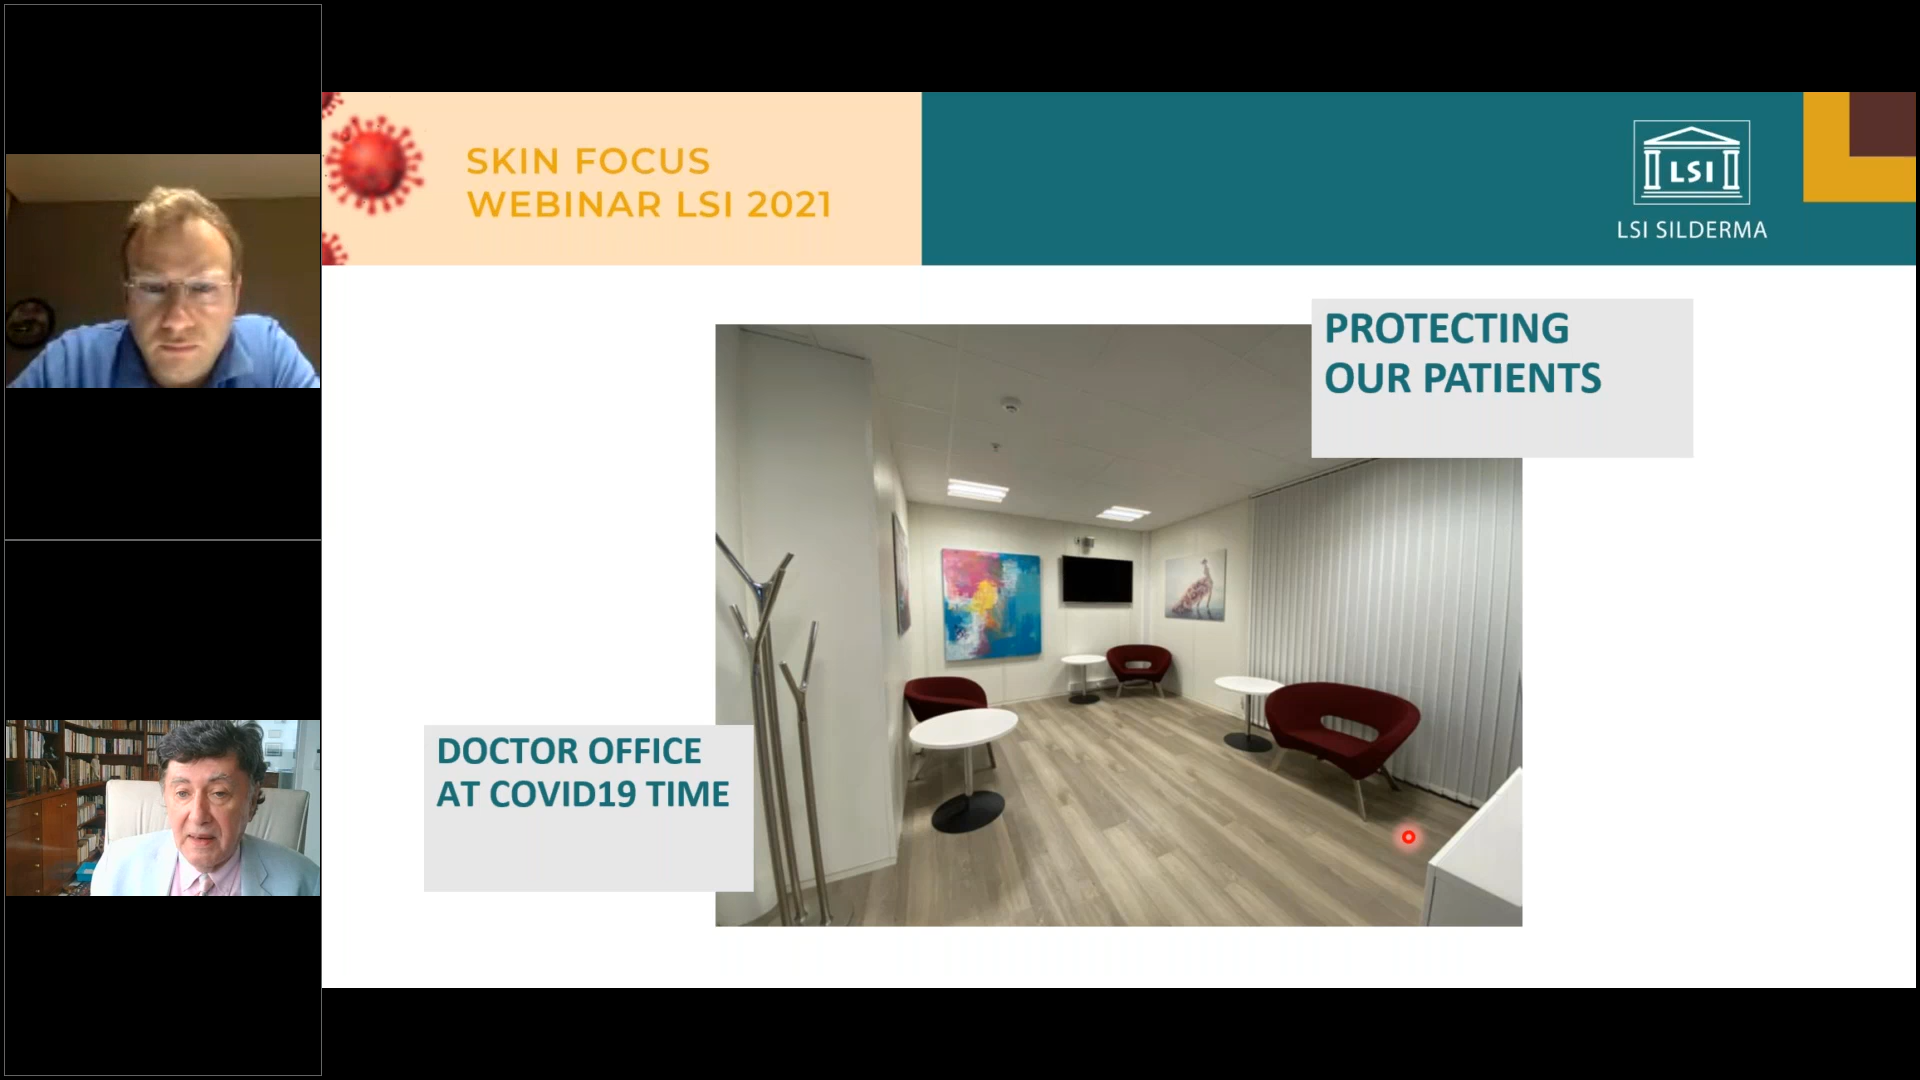 SKIN FOCUS
WEBINAR LSI 2021
LSI
LSI SILDERMA
PROTECTING
OUR PATIENTS
DOCTOR OFFICE
AT COVID19 TIME